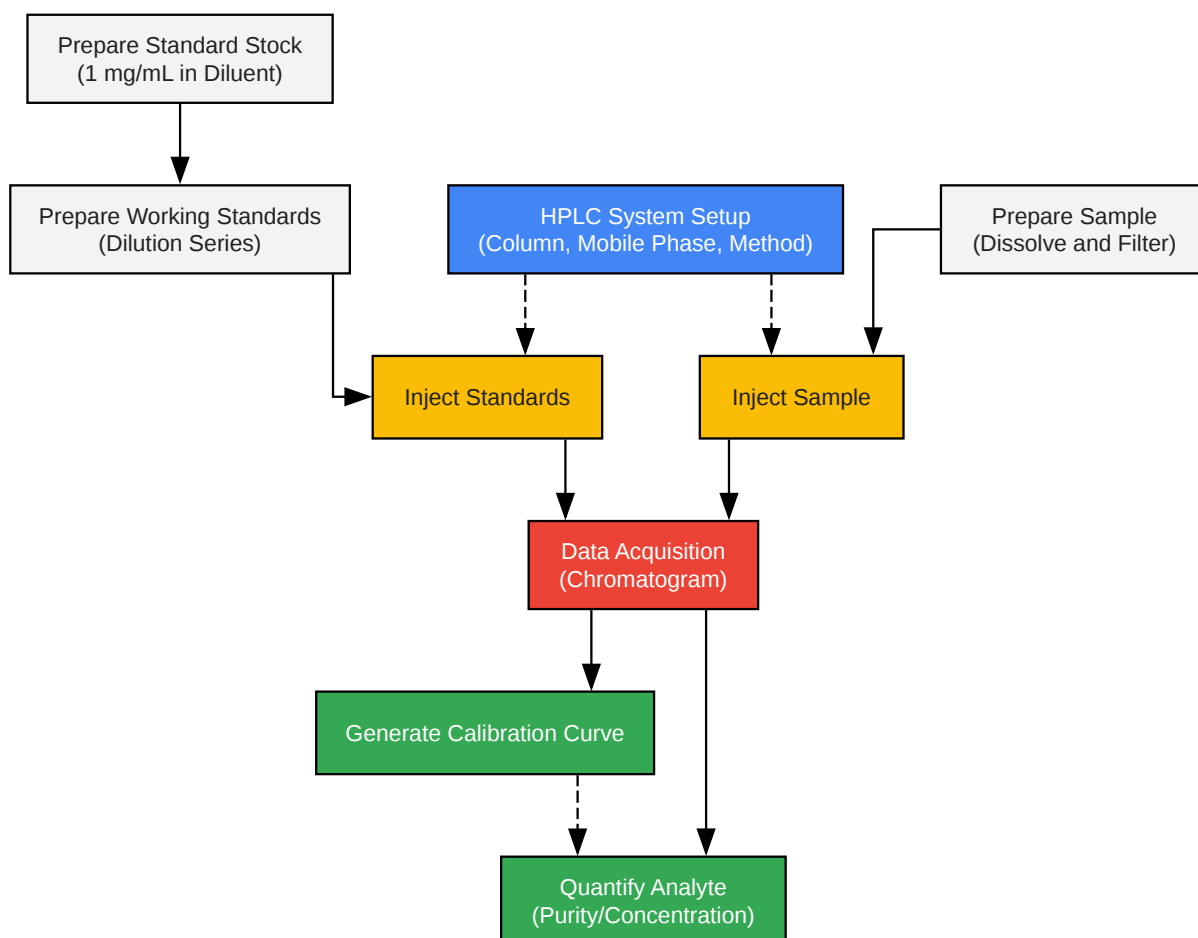 Prepare Standard Stock
(1 mg/mL in Diluent)
Prepare Working Standards
(Dilution Series)
HPLC System Setup
(Column, Mobile Phase, Method)
Prepare Sample
(Dissolve and Filter)
Inject Standards
Inject Sample
Data Acquisition
(Chromatogram)
Generate Calibration Curve
Quantify Analyte
(Purity/Concentration)